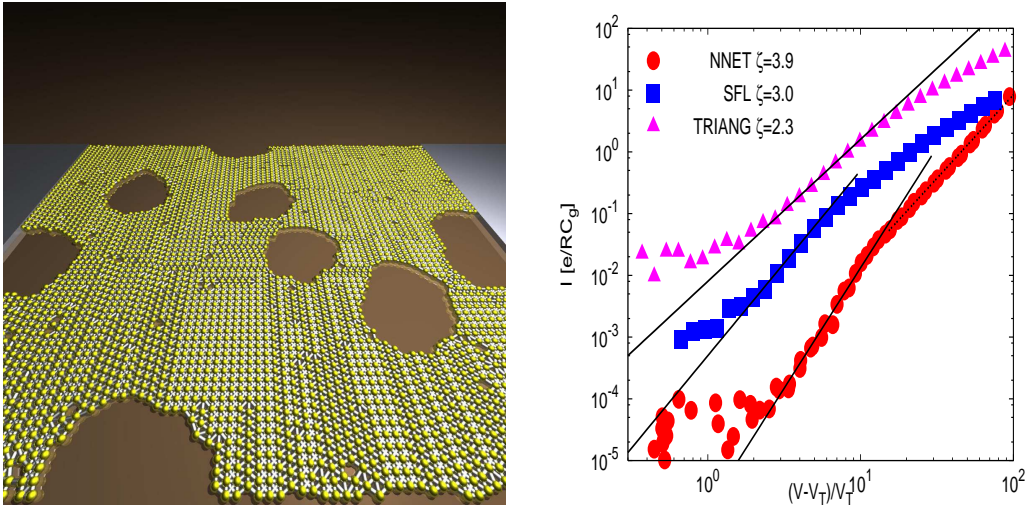 10^2
10^1
10^0
10^-1
10^-2
10^-3
10^-4
10^-5
I [e/RC_g]
NNET ζ=3.9
SFL ζ=3.0
TRIANG ζ=2.3
10^0
10^1
10^2
(V-V_T)/V_T